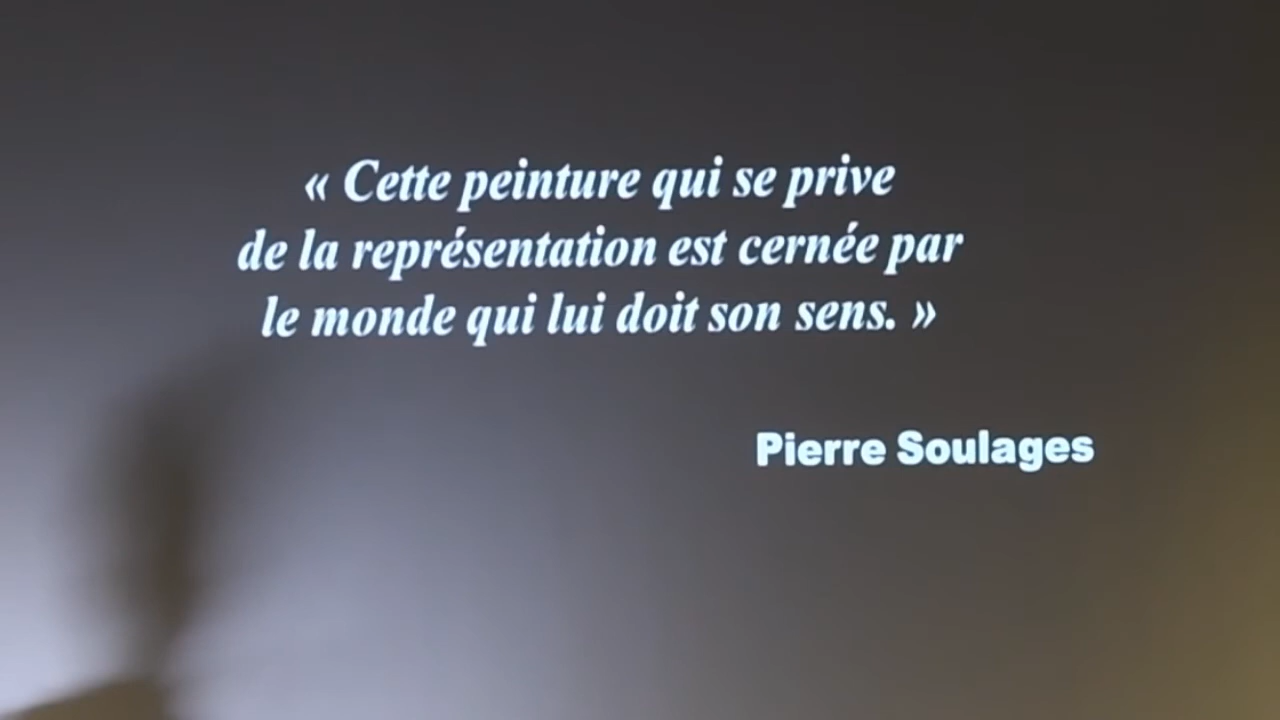 « Cette peinture qui se prive
de la représentation est cernée par
le monde qui lui doit son sens. »
Pierre Soulages